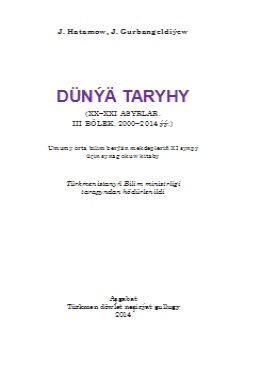 J. Hatamow, J. Gurbangeldiýew
DÜNÝÄ TARYHY
(XX–XXI ASYRLAR.
III BÖLEK. 2000–2014 ýý.)
Umumy orta bilim berýän mekdepleriň XI synpy
üçin synag okuw kitaby
Türkmenistanyň Bilim ministrligi
tarapyndan hödürlenildi
Aşgabat
Türkmen döwlet neşirýat gullugy
2014